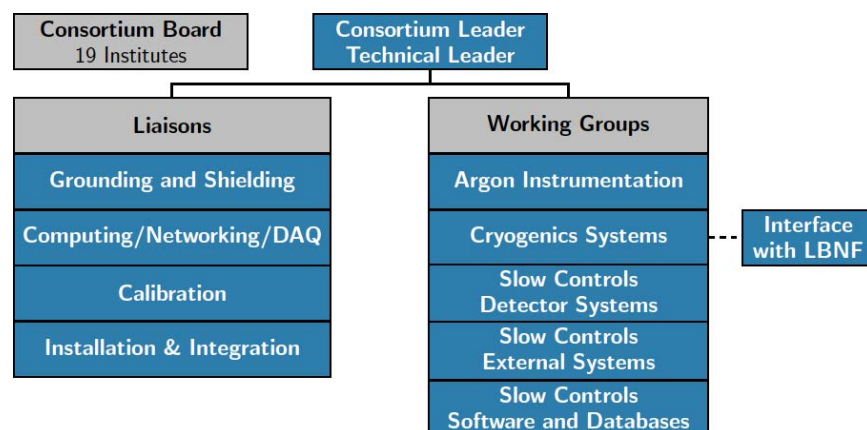 Consortium Board
19 Institutes
Consortium Leader
Technical Leader
Liaisons
Grounding and Shielding
Computing/Networking/DAQ
Calibration
Installation & Integration
Working Groups
Argon Instrumentation
Cryogenics Systems
Interface
with LBNF
Slow Controls
Detector Systems
Slow Controls
External Systems
Slow Controls
Software and Databases